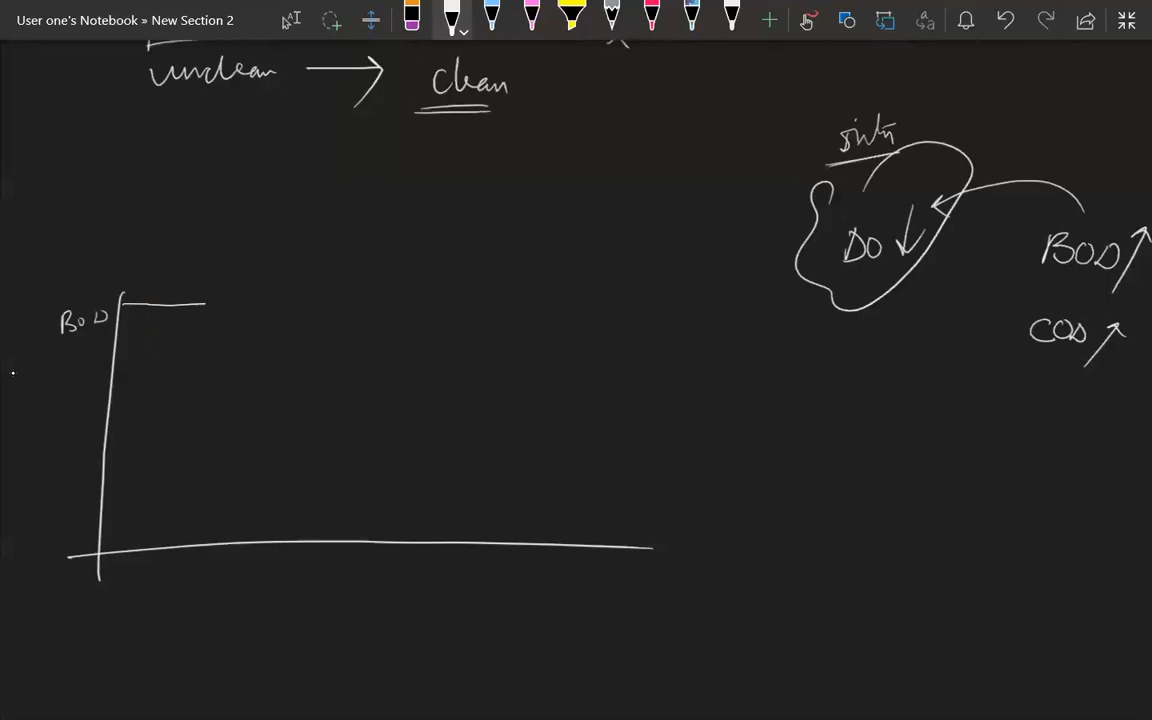 User one's Notebook » New Section 2
unclean → clean
DO ↓
BOD ↑
COD ↑
BOD